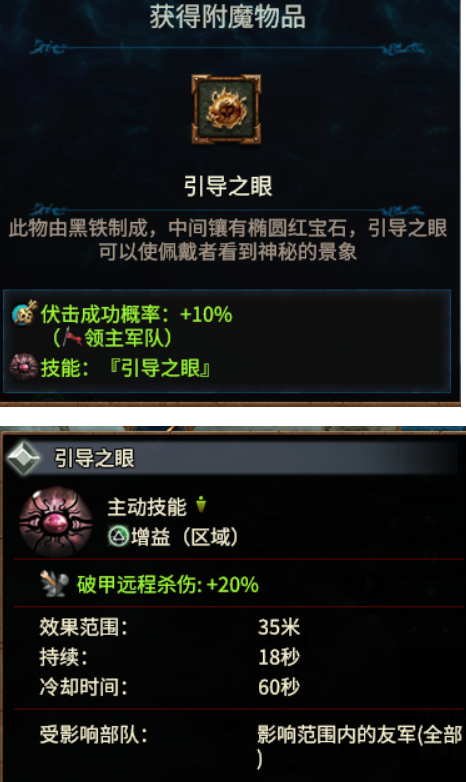 获得附魔物品
引导之眼
此物由黑铁制成，中间镶有椭圆红宝石，引导之眼
可以使佩戴者看到神秘的景象
伏击成功概率：+10%
（领主军队）
技能：『引导之眼』
引导之眼
主动技能
增益（区域）
破甲远程杀伤: +20%
效果范围： 35米
持续： 18秒
冷却时间： 60秒
受影响部队： 影响范围内的友军(全部
)